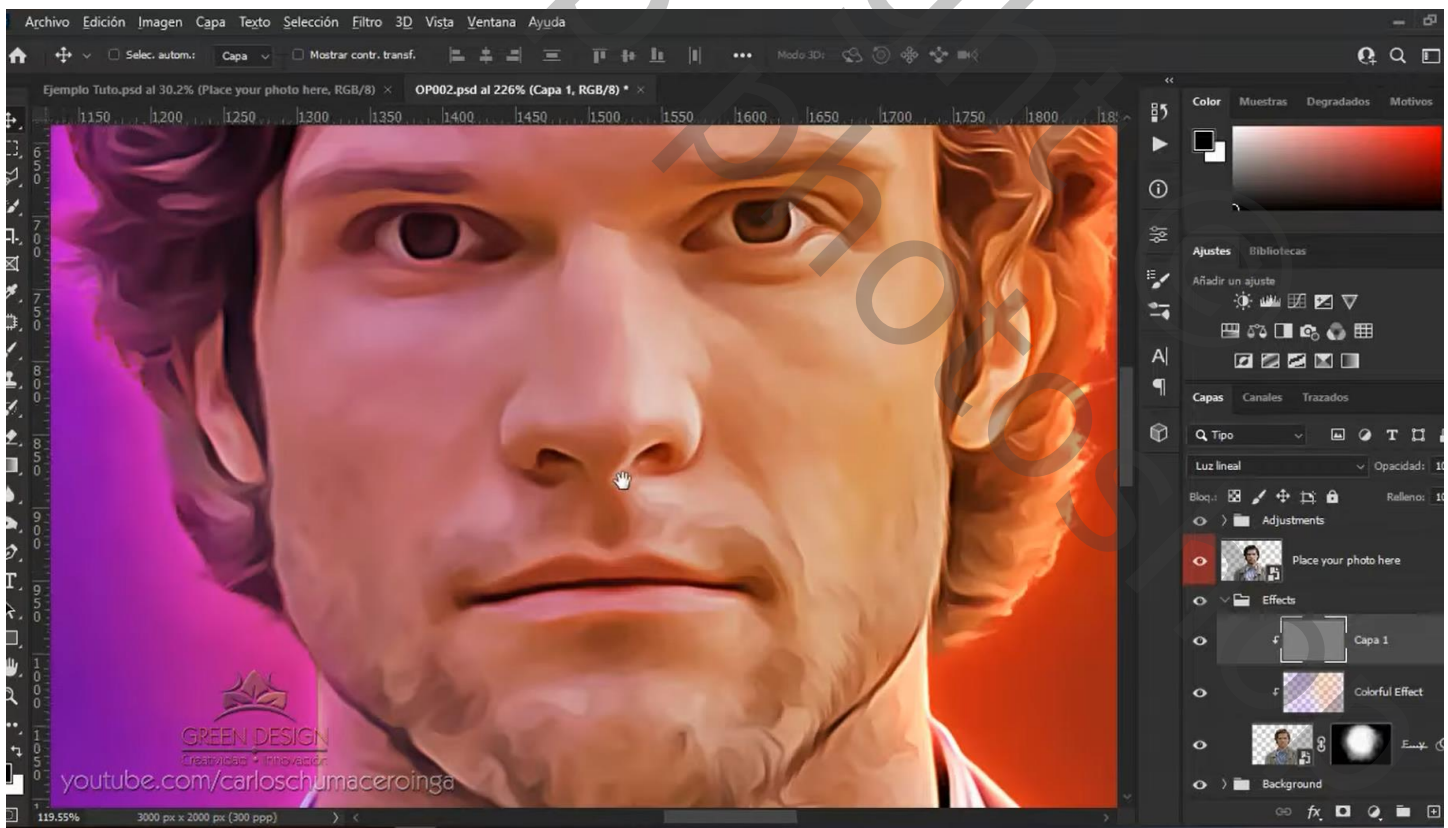 Archivo Edición Imagen Capa Texto Selección Filtro 3D Vista Ventana Ayuda
Selec. autom.: Capa Mostrar contr. transf. Modo 3D:
Ejemplo Tuto.psd al 30.2% (Place your photo here, RGB/8) × OP002.psd al 226% (Capa 1, RGB/8) * ×
1150 1200 1250 1300 1350 1400 1450 1500 1550 1600 1650 1700 1750 1800
Color Muestras Degradados Motivos
Ajustes Bibliotecas
Añadir un ajuste
Capas Canales Trazados
Tipo
Luz lineal Opacidad: 10
Bloq.: Relleno: 10
Adjustments
Place your photo here
Effects
Capa 1
Colorful Effect
Background
GREEN DESIGN
Creatividad * Innovación
youtube.com/carloschumaceroinga
119.55% 3000 px x 2000 px (300 ppp)
photoshop